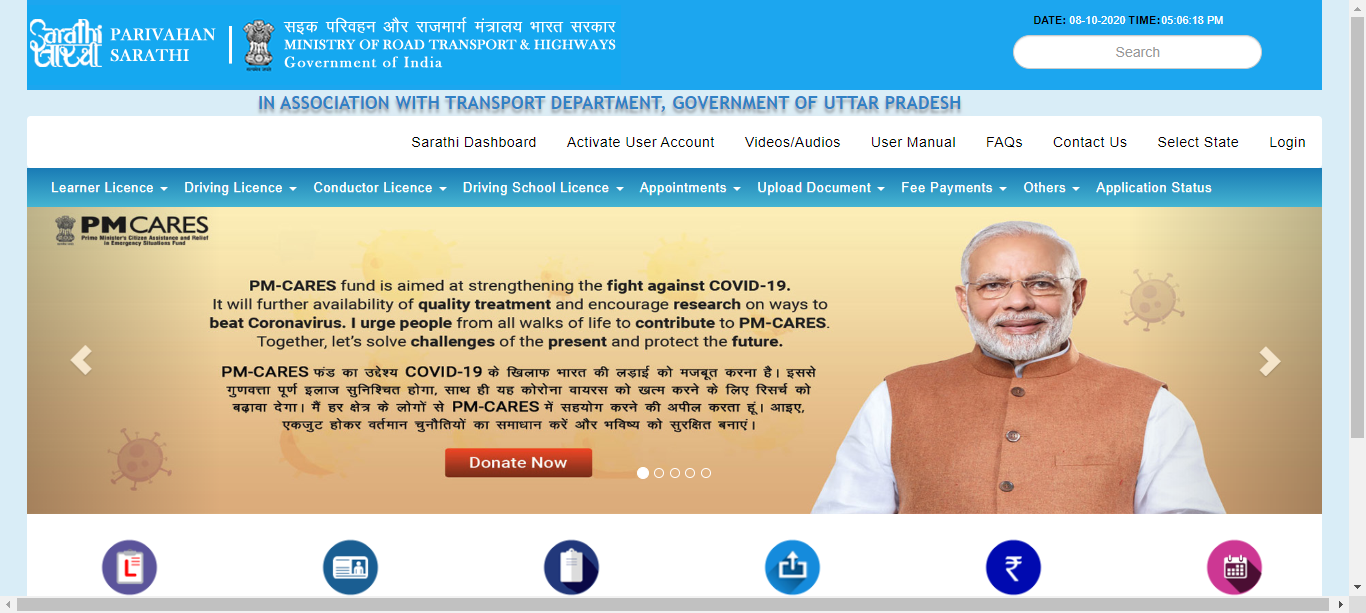 Sarathi
सारथी
PARIVAHAN
SARATHI
सड़क परिवहन और राजमार्ग मंत्रालय भारत सरकार
MINISTRY OF ROAD TRANSPORT & HIGHWAYS
Government of India
DATE: 08-10-2020 TIME:05:06:18 PM
Search
IN ASSOCIATION WITH TRANSPORT DEPARTMENT, GOVERNMENT OF UTTAR PRADESH
Sarathi Dashboard Activate User Account Videos/Audios User Manual FAQs Contact Us Select State Login
Learner Licence Driving Licence Conductor Licence Driving School Licence Appointments Upload Document Fee Payments Others Application Status
PM CARES
Prime Minister's Citizen Assistance and Relief
in Emergency Situations Fund
PM-CARES fund is aimed at strengthening the fight against COVID-19.
It will further availability of quality treatment and encourage research on ways to
beat Coronavirus. I urge people from all walks of life to contribute to PM-CARES.
Together, let's solve challenges of the present and protect the future.
PM-CARES फंड का उद्देश्य COVID-19 के खिलाफ भारत की लड़ाई को मजबूत करना है। इससे
गुणवत्ता पूर्ण इलाज सुनिश्चित होगा, साथ ही यह कोरोना वायरस को खत्म करने के लिए रिसर्च को
बढ़ावा देगा। मैं हर क्षेत्र के लोगों से PM-CARES में सहयोग करने की अपील करता हूं। आइए,
एकजुट होकर वर्तमान चुनौतियों का समाधान करें और भविष्य को सुरक्षित बनाएं।
Donate Now
L
₹